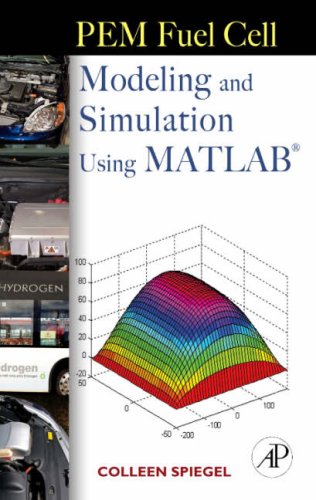 PEM Fuel Cell
Modeling and
Simulation
Using MATLAB®
HYDROGEN
drogen
100
80
60
40
20
0
-20
50
0
-50
-200
-100
0
100
AP
COLLEEN SPIEGEL